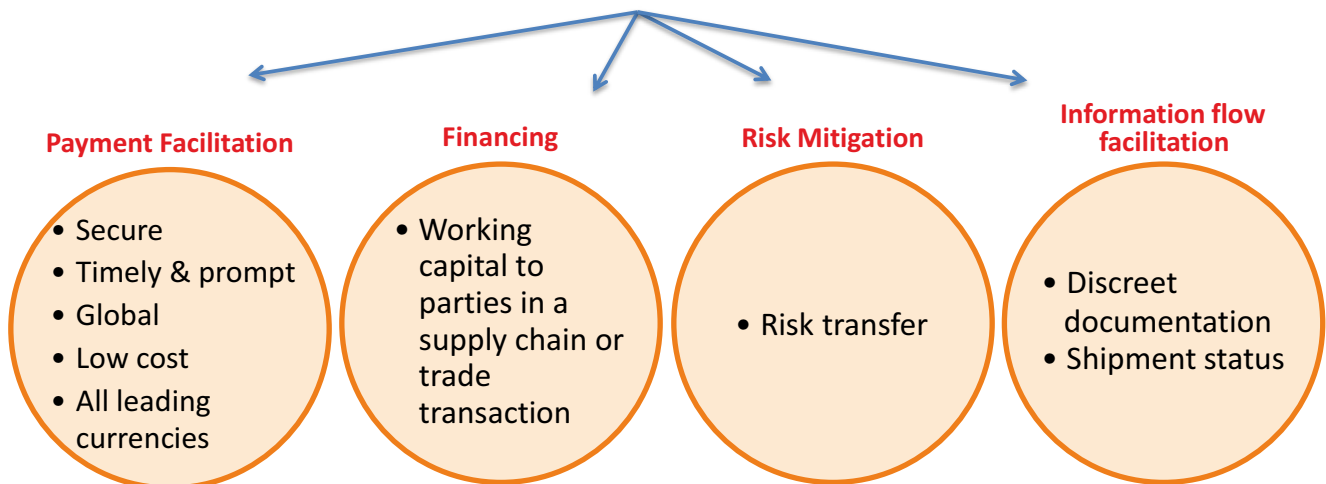 Payment Facilitation
• Secure
• Timely & prompt
• Global
• Low cost
• All leading
currencies
Financing
• Working
capital to
parties in a
supply chain or
trade
transaction
Risk Mitigation
• Risk transfer
Information flow
facilitation
• Discreet
documentation
• Shipment status